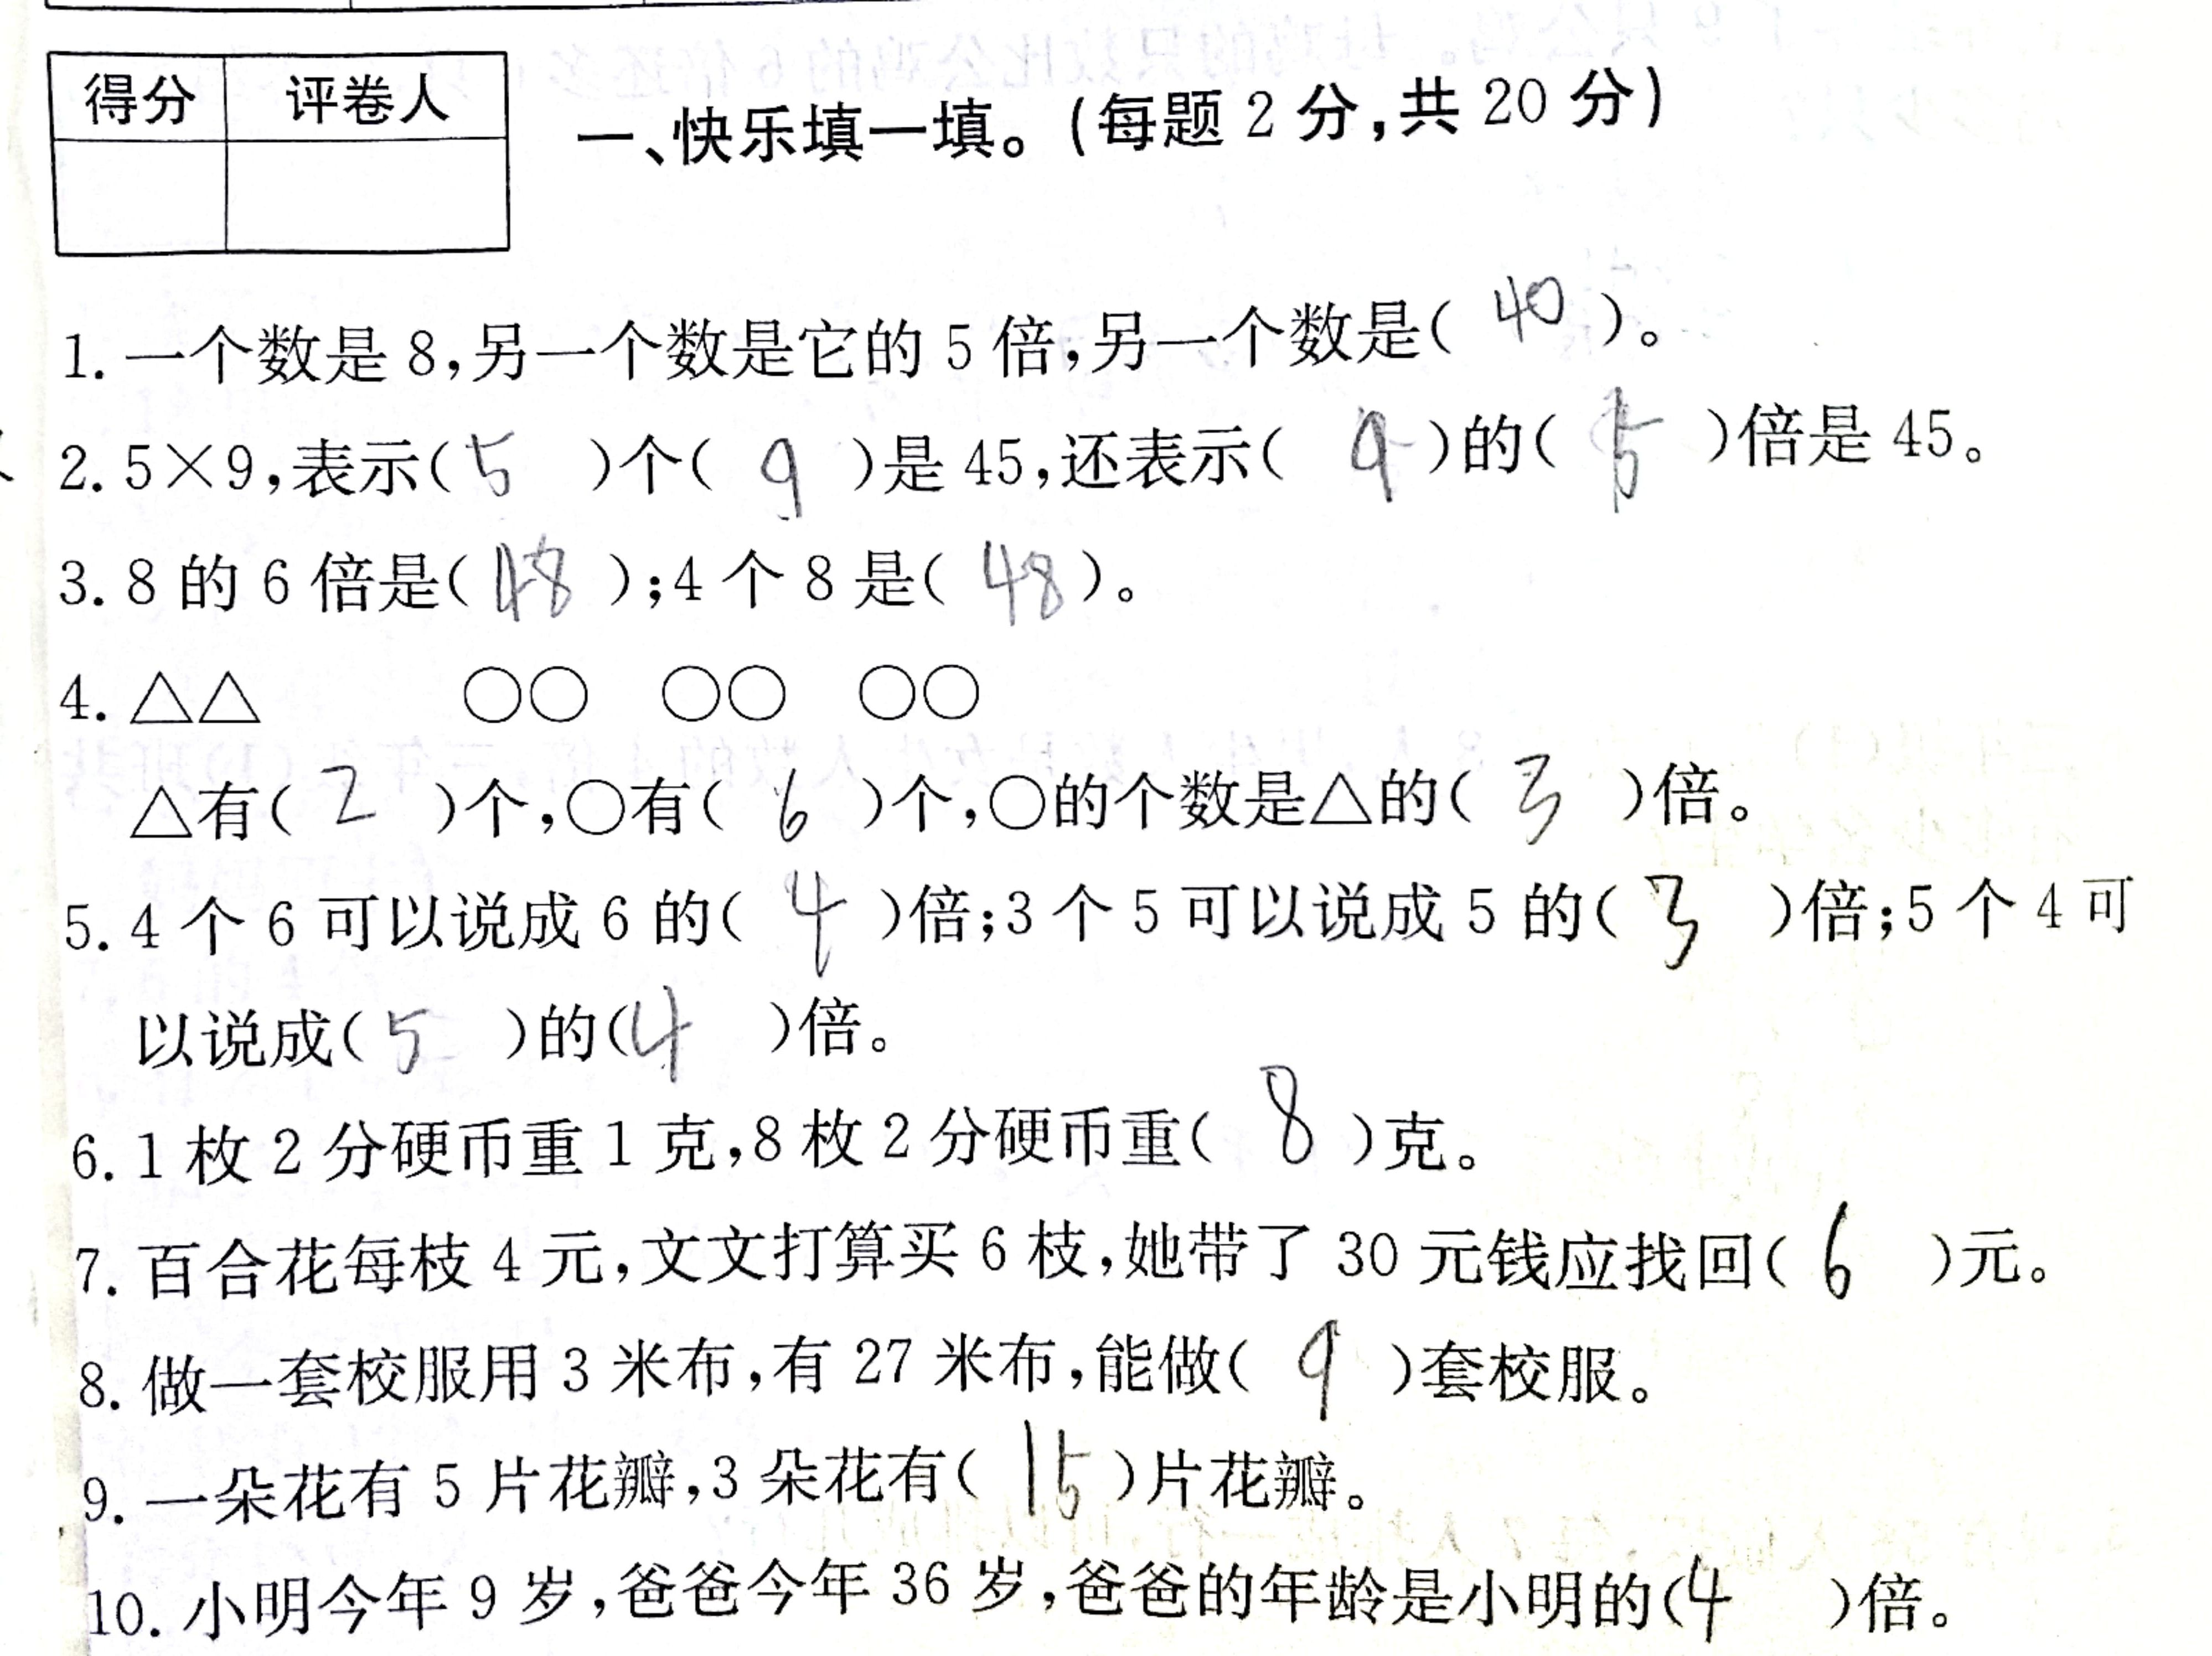 得分 评卷人
一、快乐填一填。(每题 2 分,共 20 分)
1. 一个数是 8,另一个数是它的 5 倍,另一个数是( 40 )。
2. 5×9,表示( 5 )个( 9 )是 45,还表示( 9 )的( 5 )倍是 45。
3. 8 的 6 倍是( 48 );4 个 8 是( 48 )。
4. △△ ○○ ○○ ○○
△有( 2 )个,○有( 6 )个,○的个数是△的( 3 )倍。
5. 4 个 6 可以说成 6 的( 4 )倍;3 个 5 可以说成 5 的( 3 )倍;5 个 4 可
以说成( 5 )的( 4 )倍。
6. 1 枚 2 分硬币重 1 克,8 枚 2 分硬币重( 8 )克。
7. 百合花每枝 4 元,文文打算买 6 枝,她带了 30 元钱应找回( 6 )元。
8. 做一套校服用 3 米布,有 27 米布,能做( 9 )套校服。
9. 一朵花有 5 片花瓣,3 朵花有( 15 )片花瓣。
10. 小明今年 9 岁,爸爸今年 36 岁,爸爸的年龄是小明的( 4 )倍。